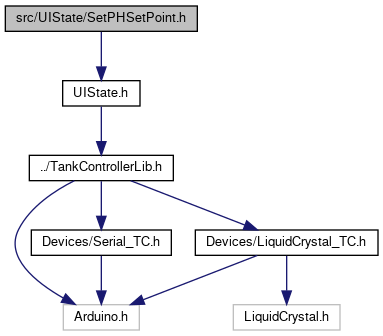 src/UIState/SetPHSetPoint.h
UIState.h
../TankControllerLib.h
Devices/Serial_TC.h
Devices/LiquidCrystal_TC.h
Arduino.h
LiquidCrystal.h